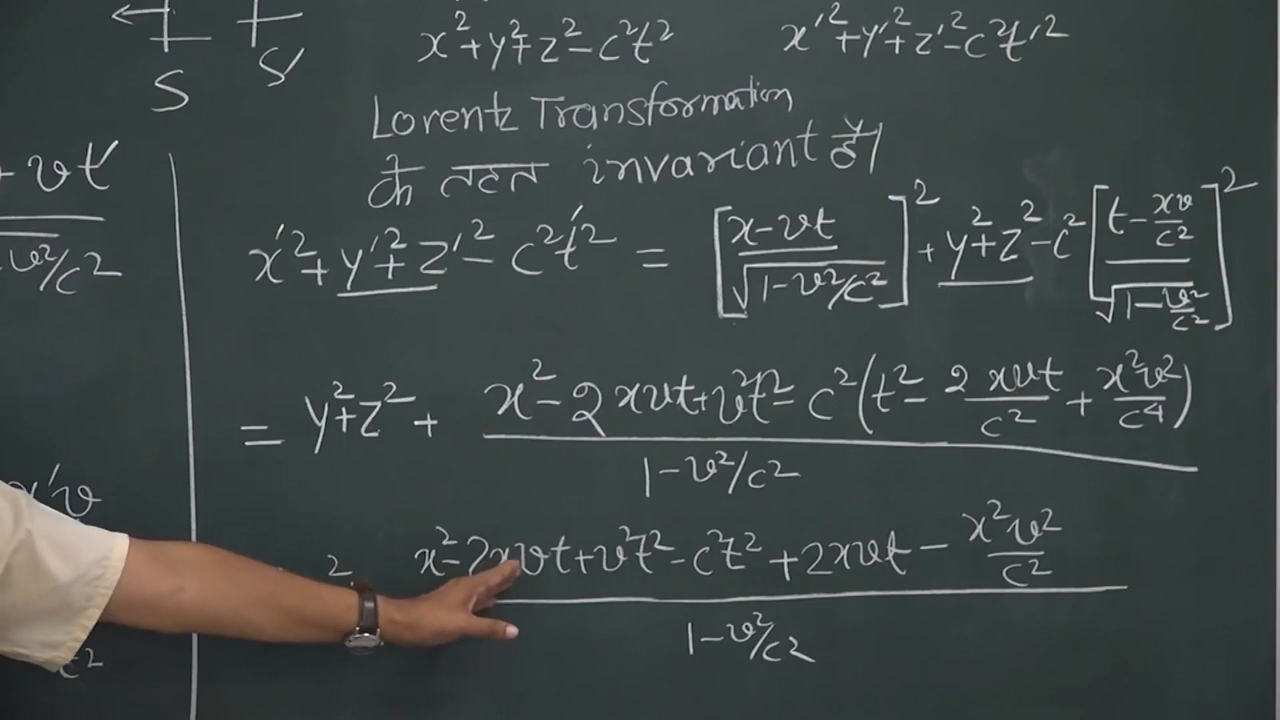 S S'
x²+y²+z²-c²t² x'²+y'²+z'²-c²t'²
Lorentz Transformation
के तहत invariant है।
vt'
v²/c²
x'²+y'²+z'²-c²t'² = [(x-vt)/√(1-v²/c²)]² + y²+z²-c² [(t-xv/c²)/√(1-v²/c²)]²
= y²+z² + (x²-2xvt+v²t²-c²(t²-2xvt/c²+x²v²/c⁴))/(1-v²/c²)
x'v
2 (x²-2xvt+v²t²-c²t²+2xvt-x²v²/c²)/(1-v²/c²)
c²